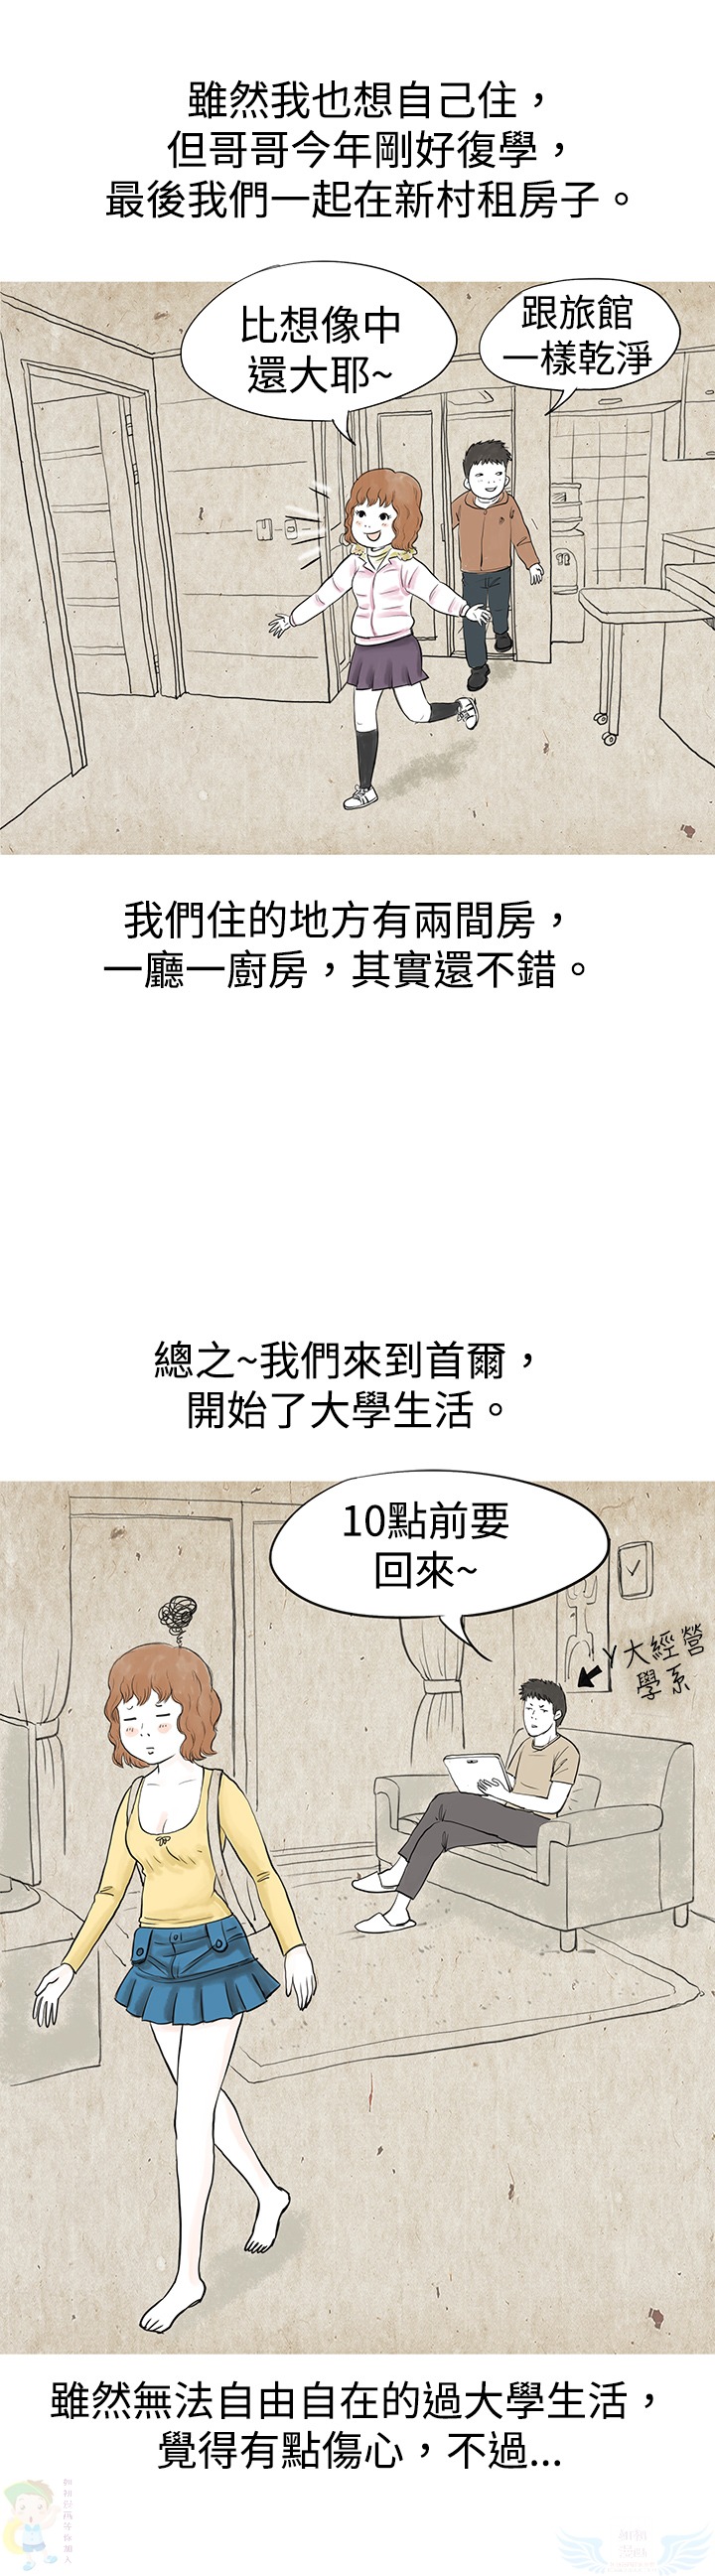 雖然我也想自己住，
但哥哥今年剛好復學，
最後我們一起在新村租房子。
比想像中
還大耶~
跟旅館
一樣乾淨
我們住的地方有兩間房，
一廳一廚房，其實還不錯。
總之~我們來到首爾，
開始了大學生活。
10點前要
回來~
Y大經營
學系
雖然無法自由自在的過大學生活，
覺得有點傷心，不過...